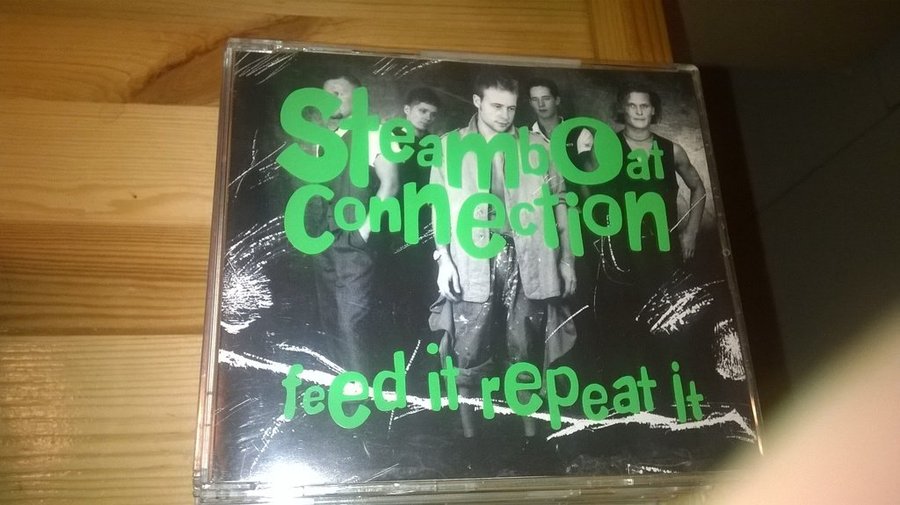 Steamboat
connection
feed it repeat it